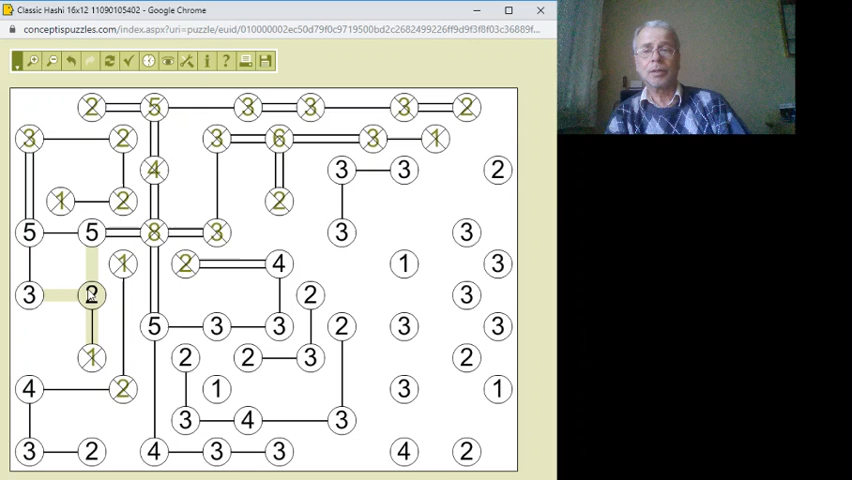 Classic Hashi 16x12 11090105402 - Google Chrome
conceptispuzzles.com/index.aspx?uri=puzzle/euid/010000002ec50d79f0c9719500bd2c2682499226ff9d9f3f8f03c36889f...
2 5 3 3 3 2
3 2 3 6 3 1
4 3 3 2
1 2 2
5 5 8 3 3 3
1 2 4 1 3
3 2 2 3
5 3 3 2 3 3
1 2 2 3 2
4 2 1 3 1
3 4 3
3 2 4 3 3 4 2